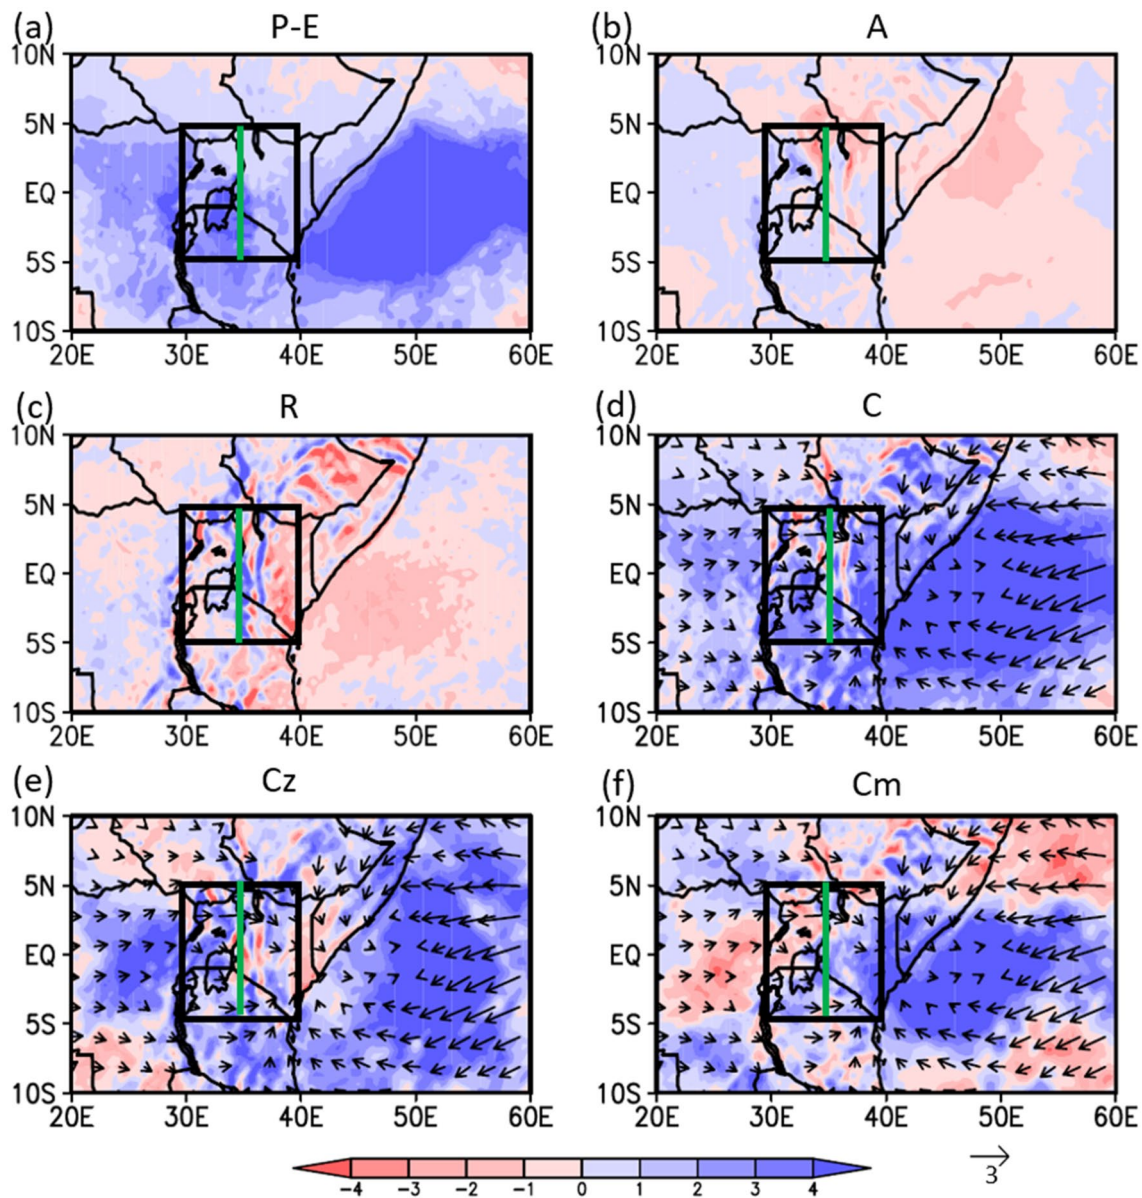 (a) P-E (b) A
10N 10N
5N 5N
EQ EQ
5S 5S
10S 10S
20E 30E 40E 50E 60E 20E 30E 40E 50E 60E
(c) R (d) C
10N 10N
5N 5N
EQ EQ
5S 5S
10S 10S
20E 30E 40E 50E 60E 20E 30E 40E 50E 60E
(e) Cz (f) Cm
10N 10N
5N 5N
EQ EQ
5S 5S
10S 10S
20E 30E 40E 50E 60E 20E 30E 40E 50E 60E
-4 -3 -2 -1 0 1 2 3 4 3